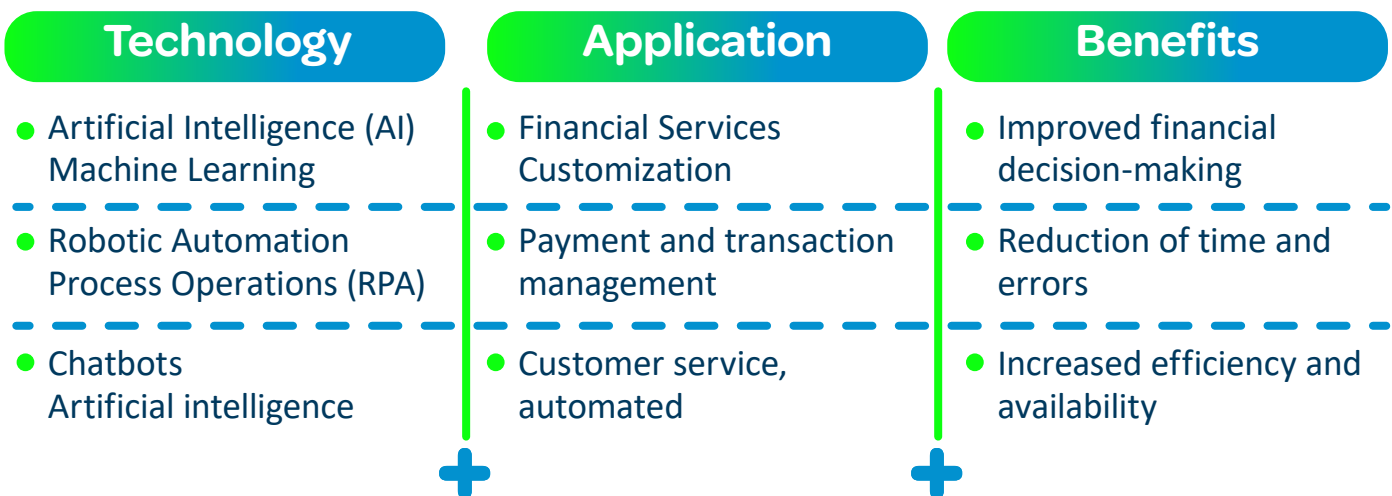 Technology
Application
Benefits
Artificial Intelligence (AI)
Machine Learning
Financial Services
Customization
Improved financial
decision-making
Robotic Automation
Process Operations (RPA)
Payment and transaction
management
Reduction of time and
errors
Chatbots
Artificial intelligence
Customer service,
automated
Increased efficiency and
availability